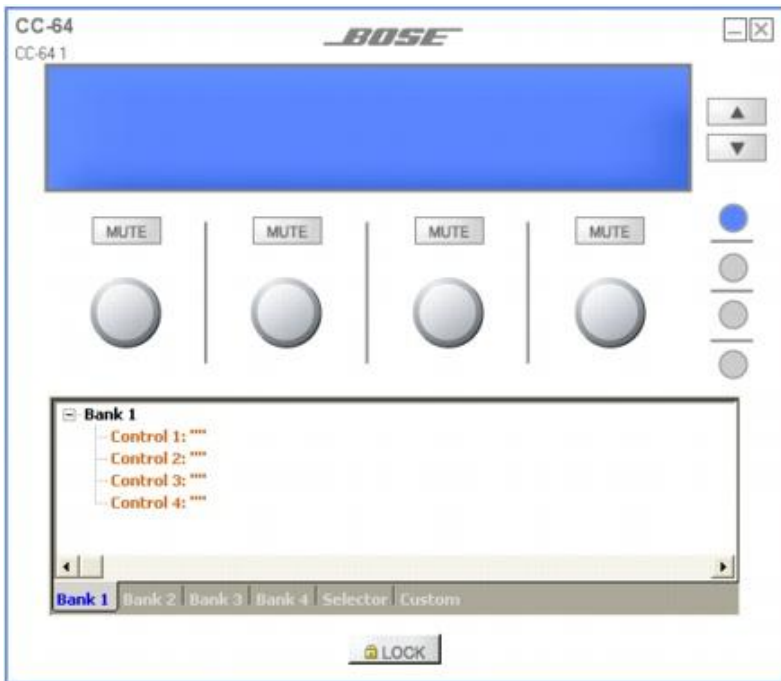 CC-64
BOSE
CC-64 1
MUTE MUTE MUTE MUTE
Bank 1
Control 1: ""
Control 2: ""
Control 3: ""
Control 4: ""
Bank 1 Bank 2 Bank 3 Bank 4 Selector Custom
LOCK